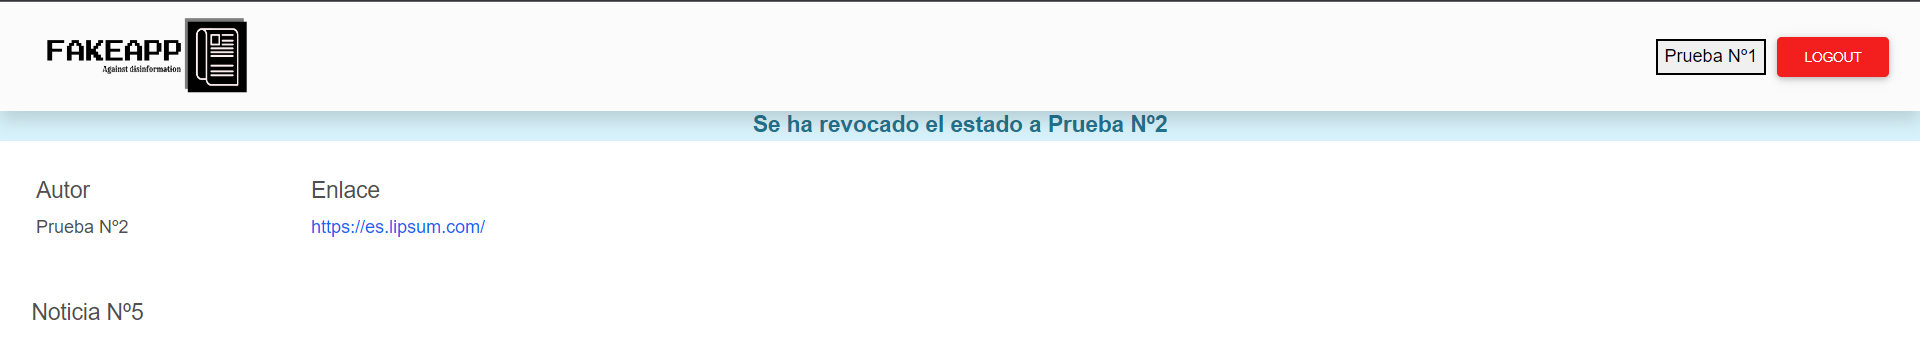 FAKEAPP
Against disinformation
Prueba Nº1
LOGOUT
Se ha revocado el estado a Prueba Nº2
Autor
Enlace
Prueba Nº2
https://es.lipsum.com/
Noticia Nº5